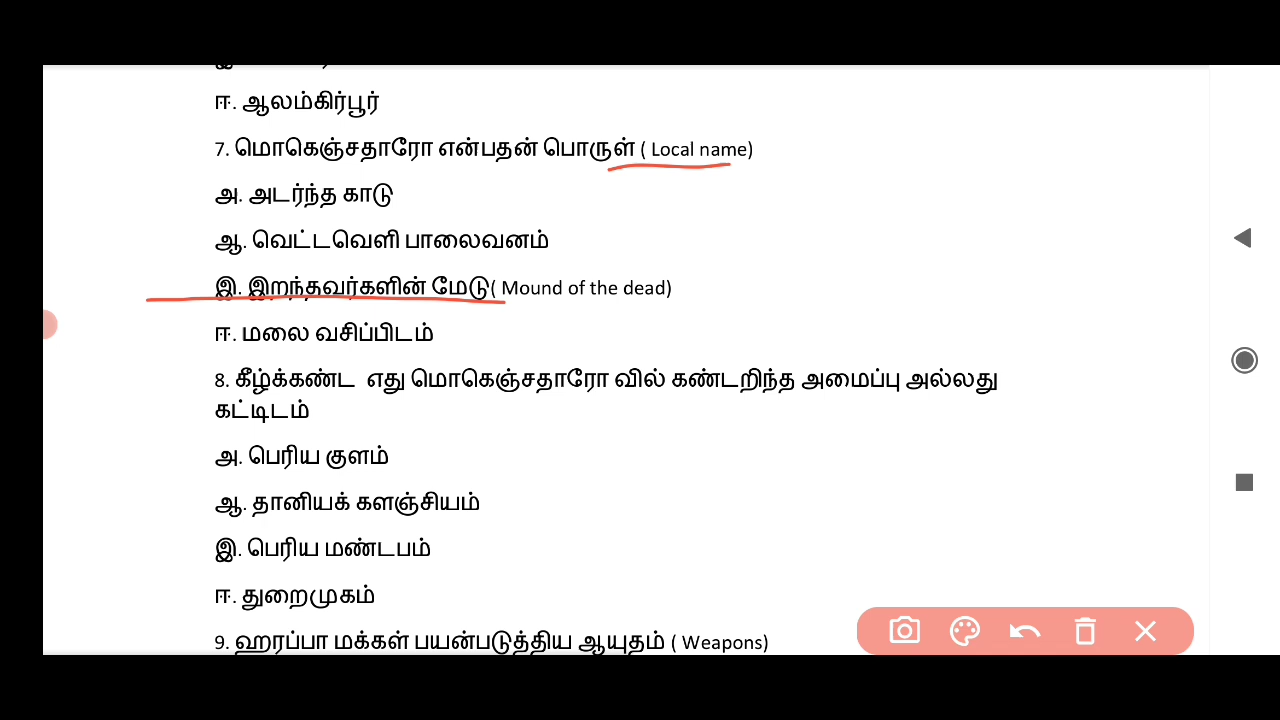 ஈ. ஆலம்கிர்பூர்
7. மொகெஞ்சதாரோ என்பதன் பொருள் ( Local name)
அ. அடர்ந்த காடு
ஆ. வெட்டவெளி பாலைவனம்
இ. இறந்தவர்களின் மேடு( Mound of the dead)
ஈ. மலை வசிப்பிடம்
8. கீழ்க்கண்ட எது மொகெஞ்சதாரோ வில் கண்டறிந்த அமைப்பு அல்லது
கட்டிடம்
அ. பெரிய குளம்
ஆ. தானியக் களஞ்சியம்
இ. பெரிய மண்டபம்
ஈ. துறைமுகம்
9. ஹரப்பா மக்கள் பயன்படுத்திய ஆயுதம் ( Weapons)